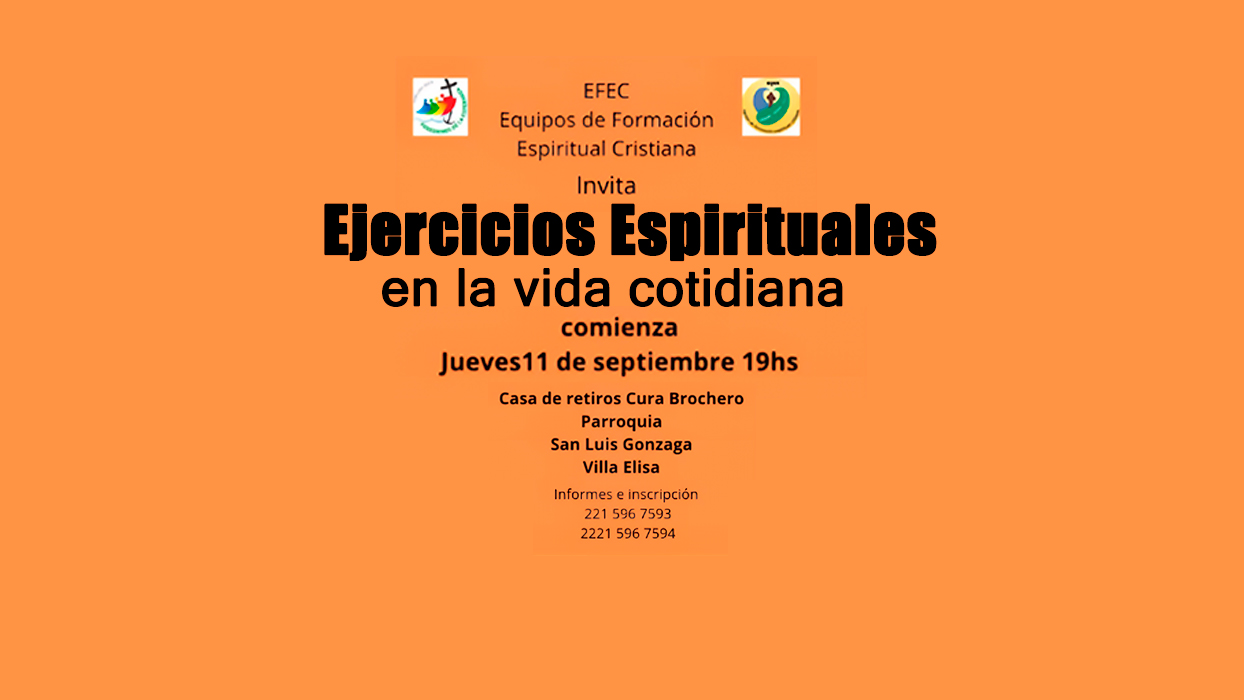 EFEC
Equipos de Formación
Espiritual Cristiana
Invita
Ejercicios Espirituales
en la vida cotidiana
comienza
Jueves11 de septiembre 19hs
Casa de retiros Cura Brochero
Parroquia
San Luis Gonzaga
Villa Elisa
Informes e inscripción
221 596 7593
2221 596 7594